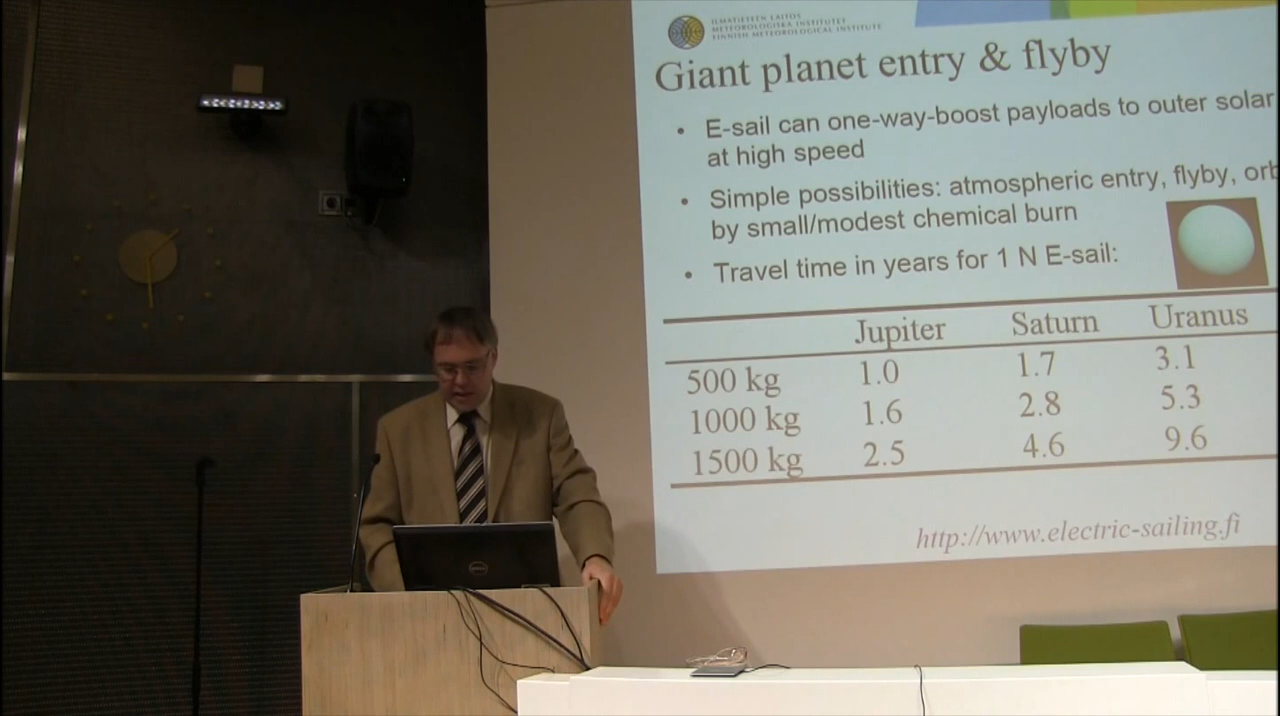 ILMATIETEEN LAITOS
METEOROLOGISKA INSTITUTET
FINNISH METEOROLOGICAL INSTITUTE
Giant planet entry & flyby
• E-sail can one-way-boost payloads to outer solar
at high speed
• Simple possibilities: atmospheric entry, flyby, orb
by small/modest chemical burn
• Travel time in years for 1 N E-sail:
Jupiter Saturn Uranus
500 kg 1.0 1.7 3.1
1000 kg 1.6 2.8 5.3
1500 kg 2.5 4.6 9.6
http://www.electric-sailing.fi
DELL